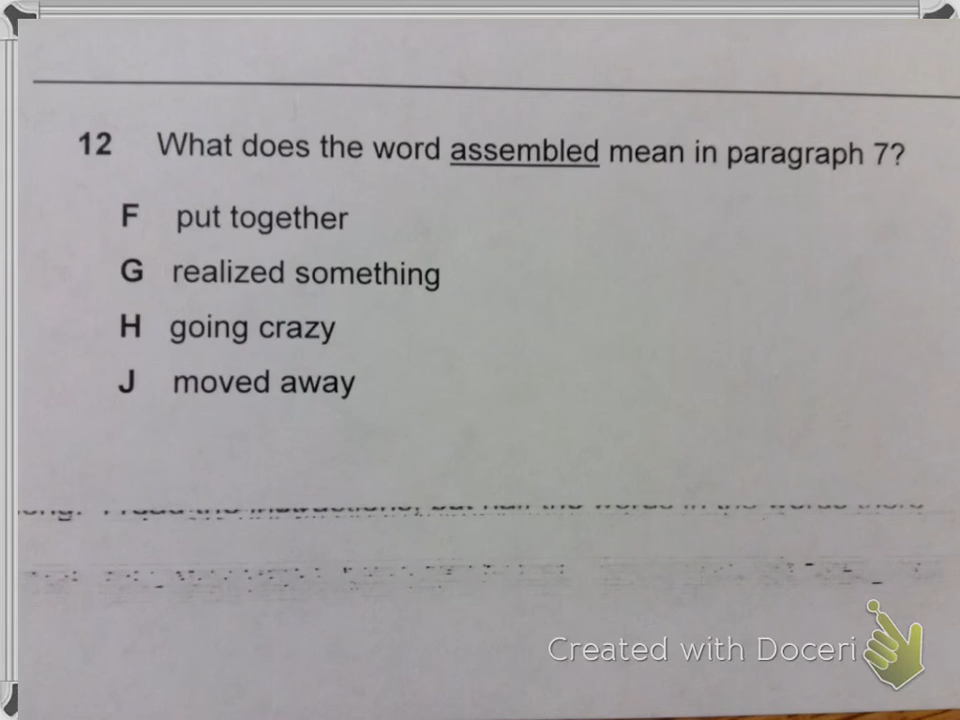 12 What does the word assembled mean in paragraph 7?
F put together
G realized something
H going crazy
J moved away
Created with Doceri